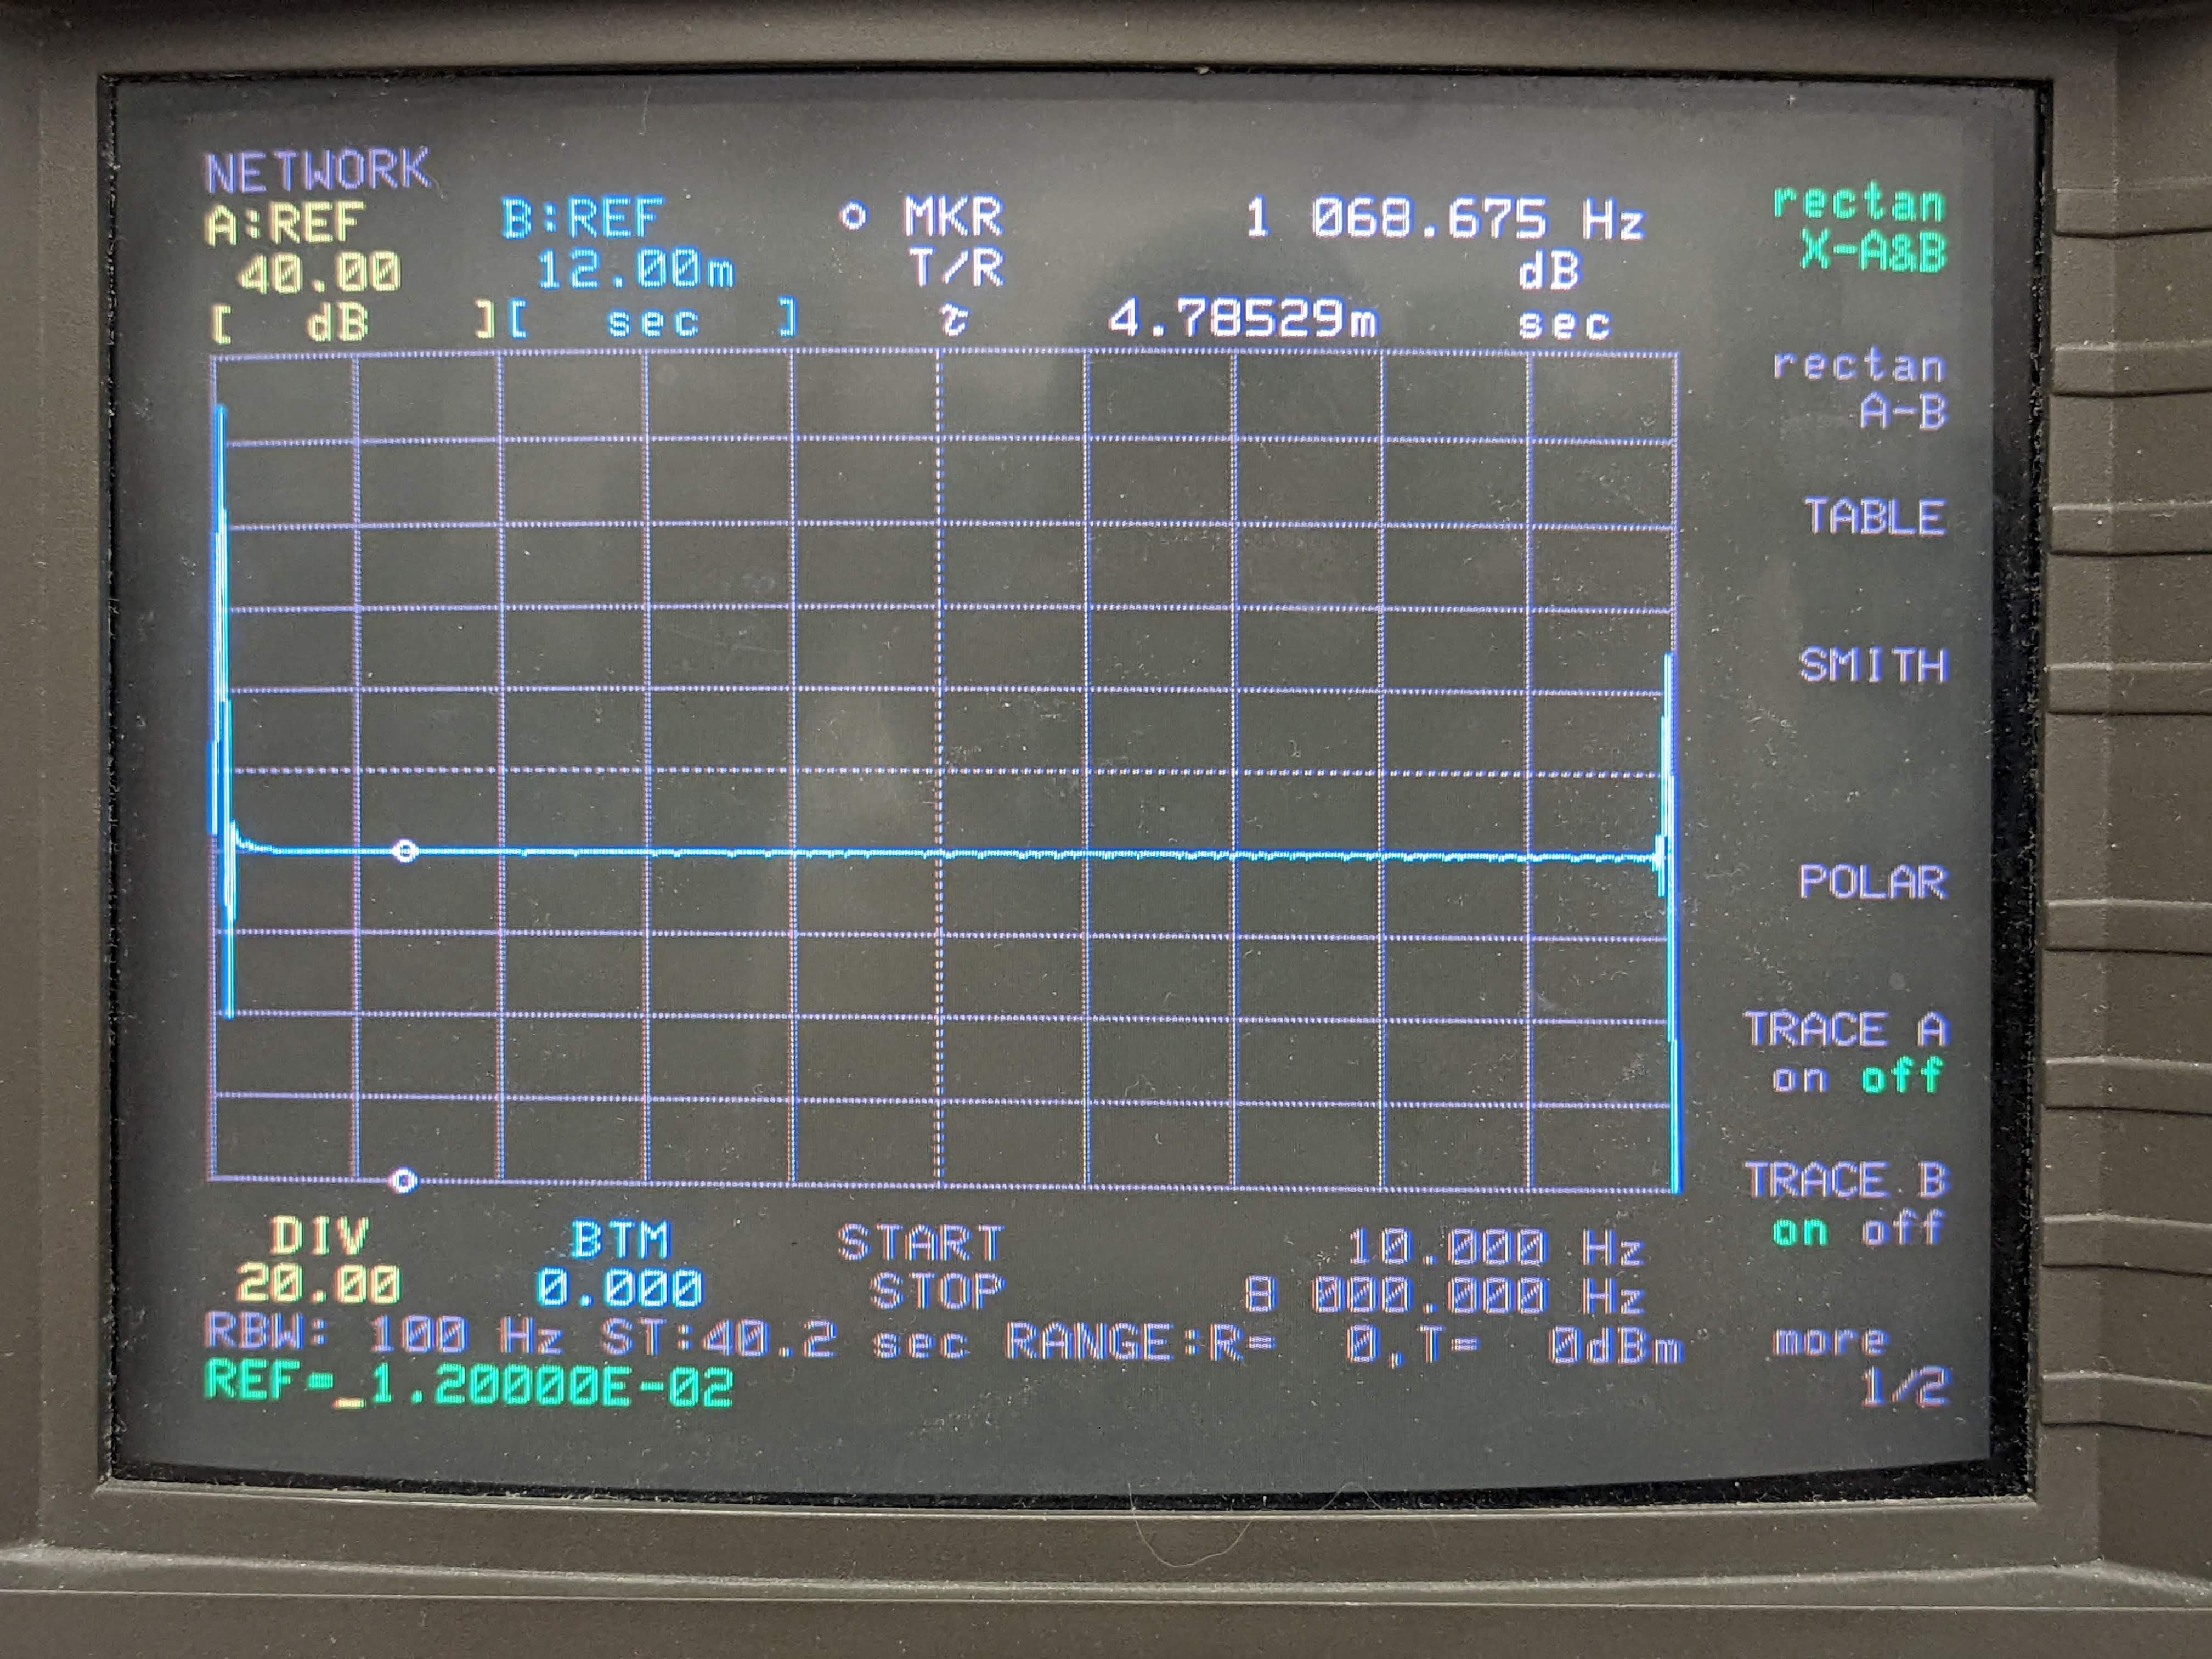 NETWORK
A:REF B:REF o MKR 1 068.675 Hz
40.00 12.00m T/R dB
[ dB ][ sec ] τ 4.78529m sec
rectan
X-A&B
rectan
A-B
TABLE
SMITH
POLAR
TRACE A
on off
TRACE B
on off
more
1/2
DIV BTM START 10.000 Hz
20.00 0.000 STOP 8 000.000 Hz
RBW: 100 Hz ST:40.2 sec RANGE:R= 0,T= 0dBm
REF=_1.20000E-02